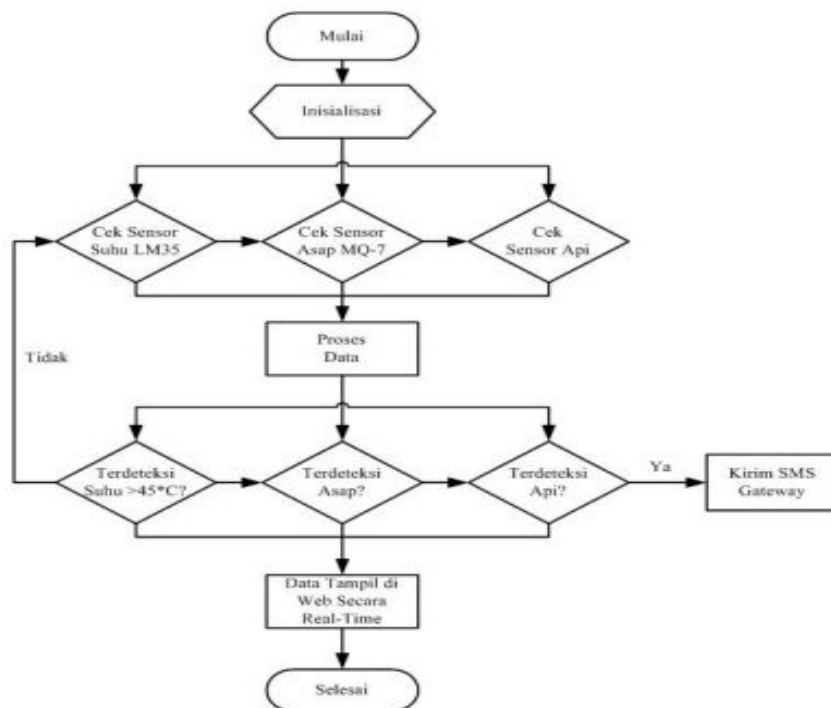 Mulai
Inisialisasi
Cek Sensor
Suhu LM35
Cek Sensor
Asap MQ-7
Cek
Sensor Api
Proses
Data
Tidak
Terdeteksi
Suhu >45*C?
Terdeteksi
Asap?
Terdeteksi
Api?
Ya
Kirim SMS
Gateway
Data Tampil di
Web Secara
Real-Time
Selesai